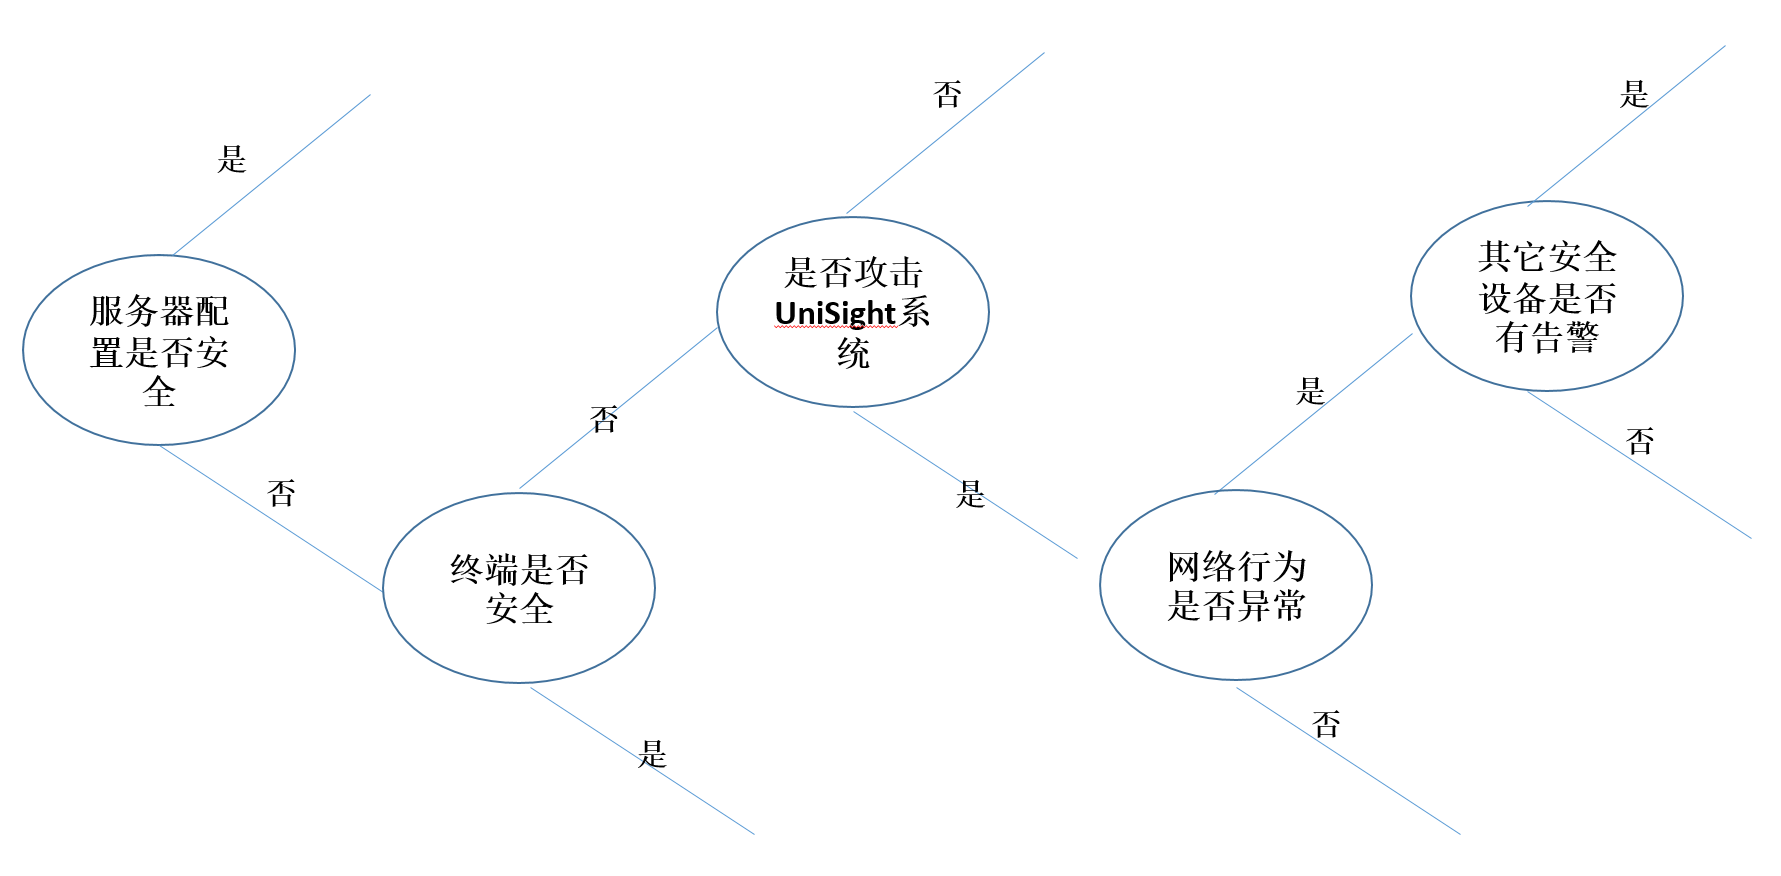 是
服务器配
置是否安
全
否
终端是否
安全
否
是
是否攻击
UniSight系
统
否
是
网络行为
是否异常
是
否
其它安全
设备是否
有告警
是
否